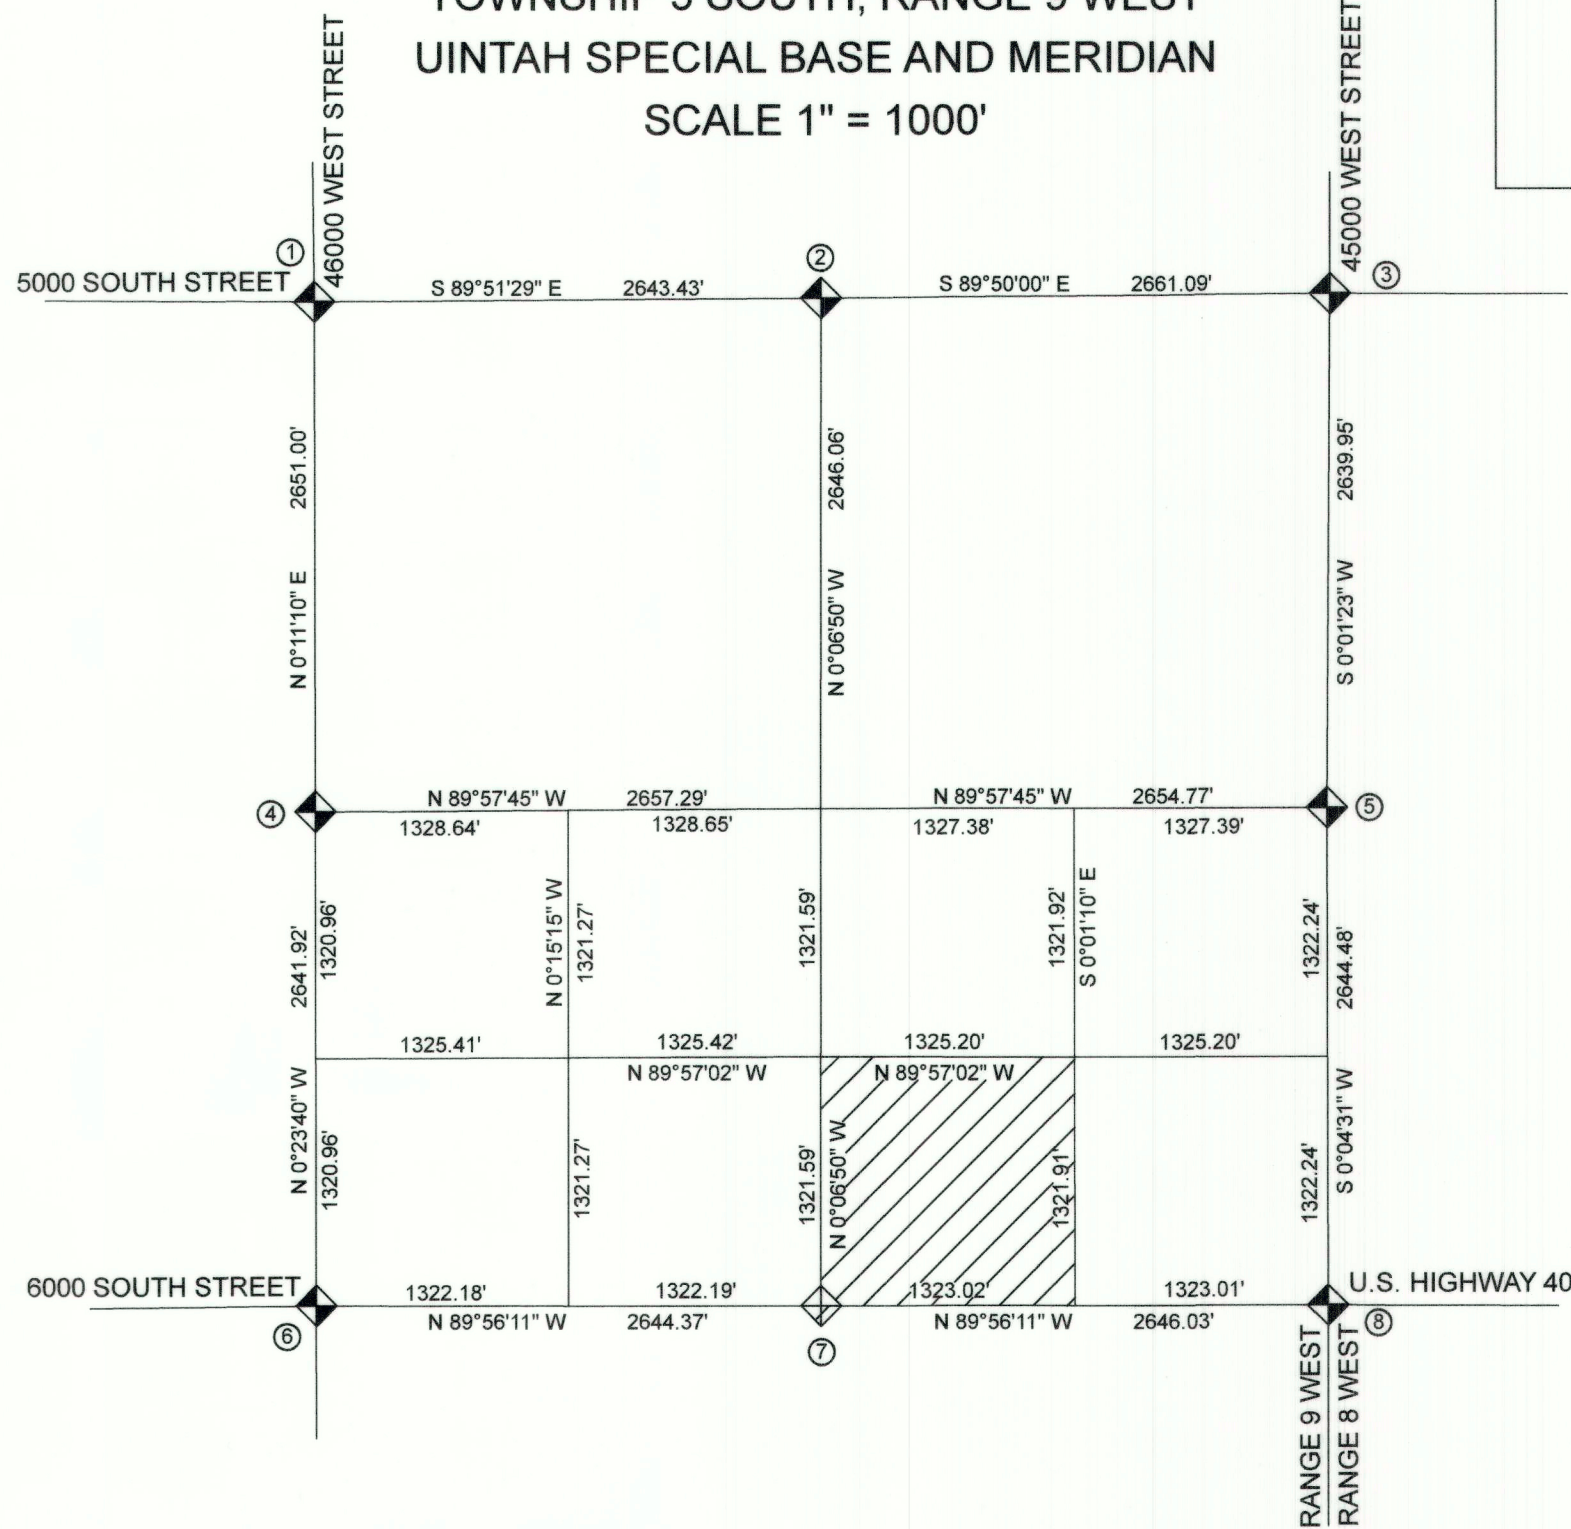 TOWNSHIP 3 SOUTH, RANGE 9 WEST
UINTAH SPECIAL BASE AND MERIDIAN
SCALE 1" = 1000'
46000 WEST STREET
45000 WEST STREET
1
2
3
5000 SOUTH STREET
S 89°51'29" E 2643.43'
S 89°50'00" E 2661.09'
2651.00'
N 0°11'10" E
2646.06'
N 0°06'50" W
2639.95'
S 0°01'23" W
4
N 89°57'45" W 2657.29'
N 89°57'45" W 2654.77'
5
1328.64'
1328.65'
1327.38'
1327.39'
2641.92'
1320.96'
N 0°15'15" W
1321.27'
1321.59'
1321.92'
S 0°01'10" E
1322.24'
2644.48'
1325.41'
1325.42'
1325.20'
1325.20'
N 89°57'02" W
N 89°57'02" W
N 0°23'40" W
1320.96'
1321.27'
1321.59'
N 0°06'50" W
1321.91'
1322.24'
S 0°04'31" W
6000 SOUTH STREET
1322.18'
1322.19'
1323.02'
1323.01'
U.S. HIGHWAY 40
6
N 89°56'11" W 2644.37'
7
N 89°56'11" W 2646.03'
8
RANGE 9 WEST
RANGE 8 WEST